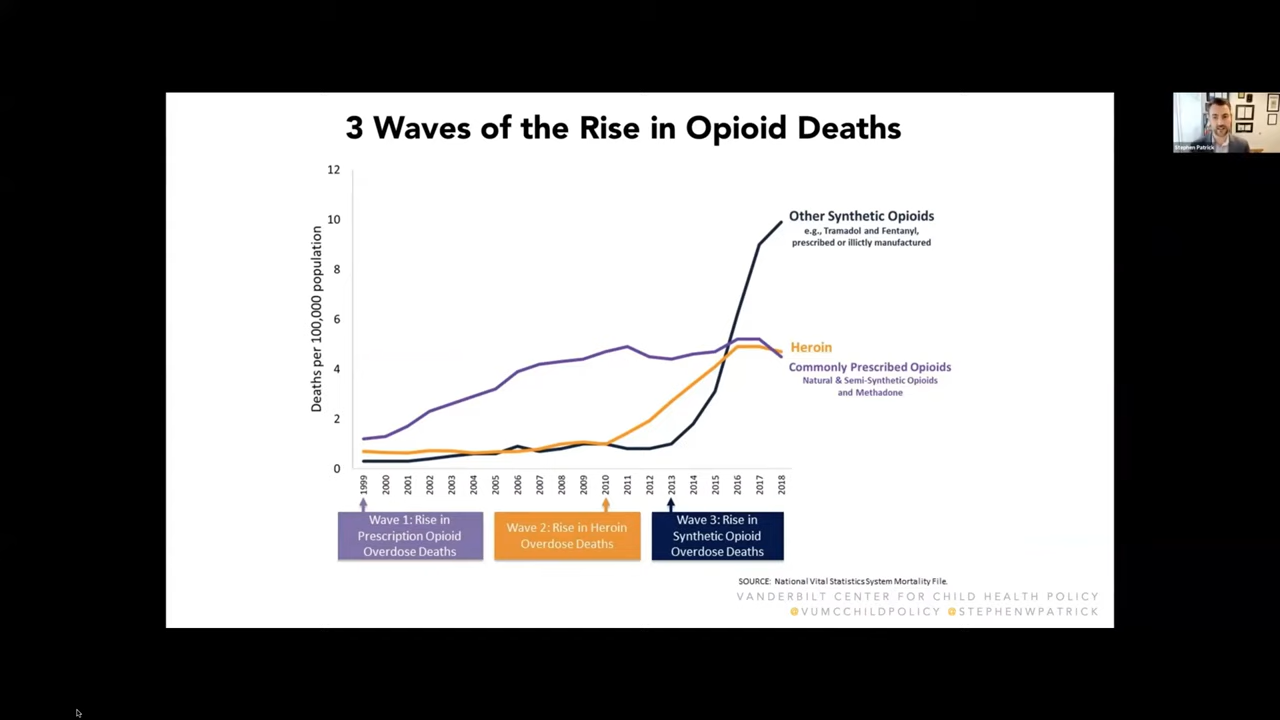 3 Waves of the Rise in Opioid Deaths
Stephen Patrick
Deaths per 100,000 population
12
10
8
6
4
2
0
Other Synthetic Opioids
e.g., Tramadol and Fentanyl,
prescribed or illictly manufactured
Heroin
Commonly Prescribed Opioids
Natural & Semi-Synthetic Opioids
and Methadone
1999
2000
2001
2002
2003
2004
2005
2006
2007
2008
2009
2010
2011
2012
2013
2014
2015
2016
2017
2018
Wave 1: Rise in
Prescription Opioid
Overdose Deaths
Wave 2: Rise in Heroin
Overdose Deaths
Wave 3: Rise in
Synthetic Opioid
Overdose Deaths
SOURCE: National Vital Statistics System Mortality File.
VANDERBILT CENTER FOR CHILD HEALTH POLICY
@VUMCCHILDPOLICY @STEPHENWPATRICK